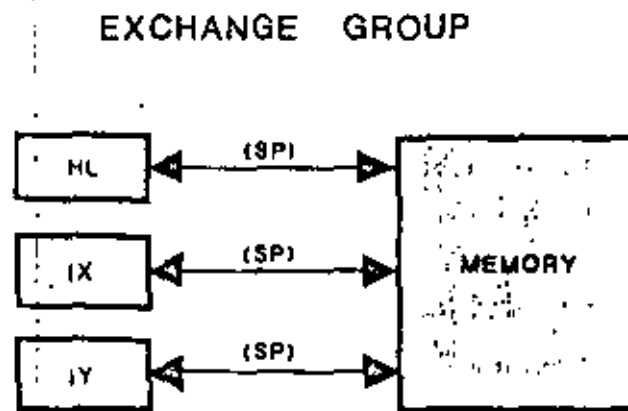 EXCHANGE GROUP
HL
(SP)
IX
(SP)
MEMORY
IY
(SP)